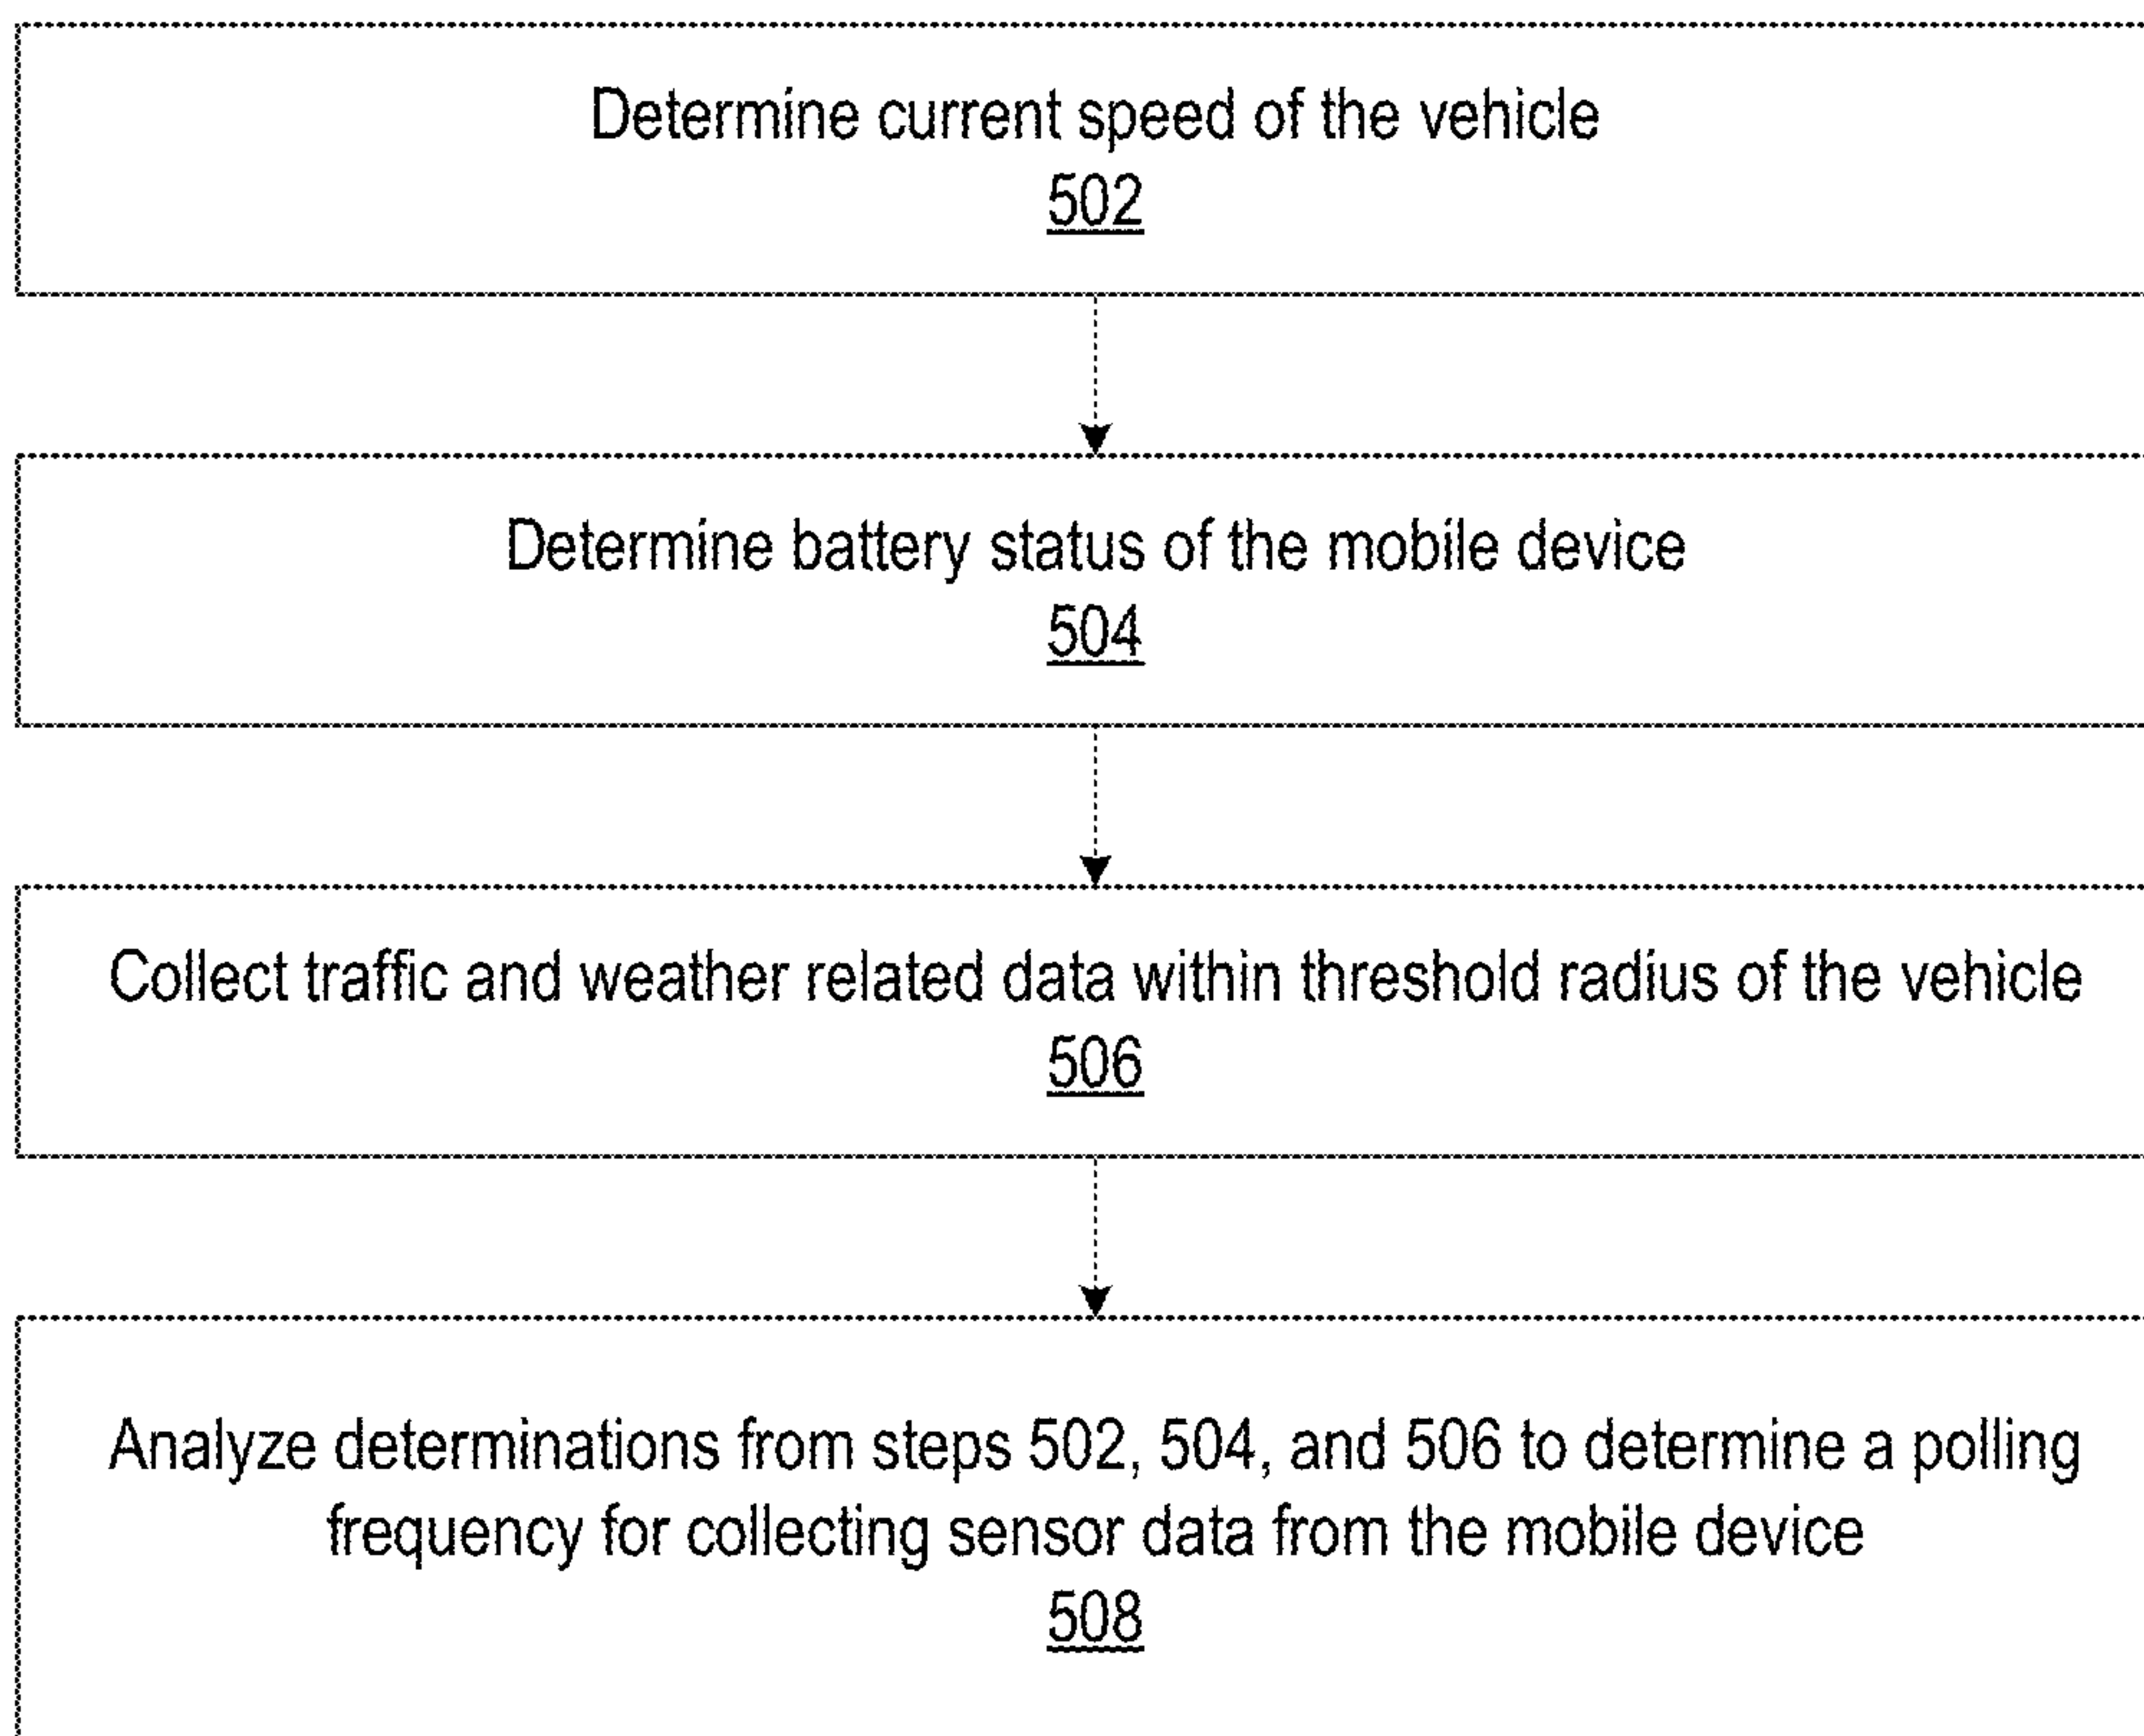 Determine current speed of the vehicle
502
Determine battery status of the mobile device
504
Collect traffic and weather related data within threshold radius of the vehicle
506
Analyze determinations from steps 502, 504, and 506 to determine a polling
frequency for collecting sensor data from the mobile device
508